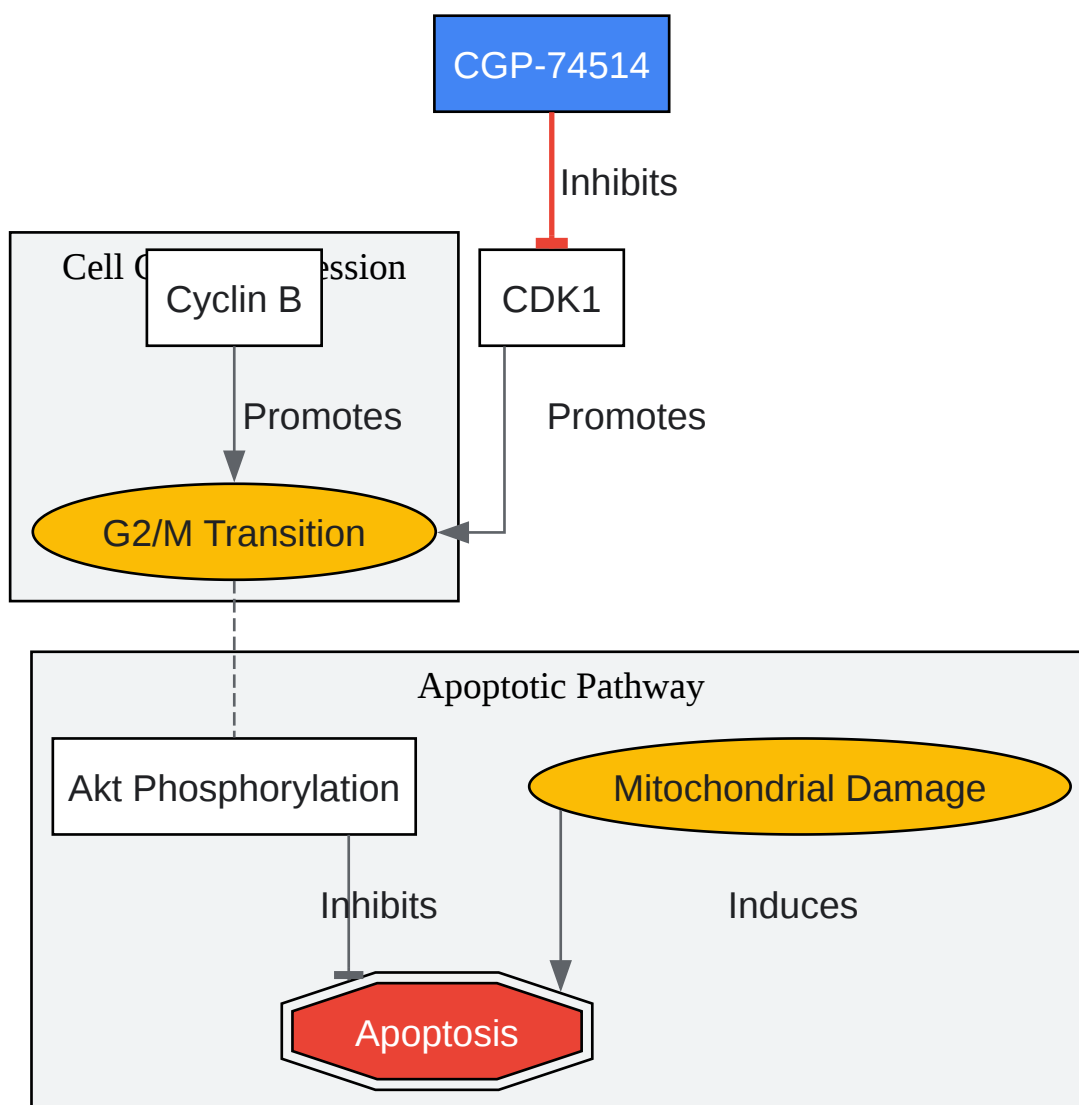 CGP-74514
Inhibits
Cell ession
Cyclin B
CDK1
Promotes
Promotes
G2/M Transition
Apoptotic Pathway
Akt Phosphorylation
Mitochondrial Damage
Inhibits
Induces
Apoptosis